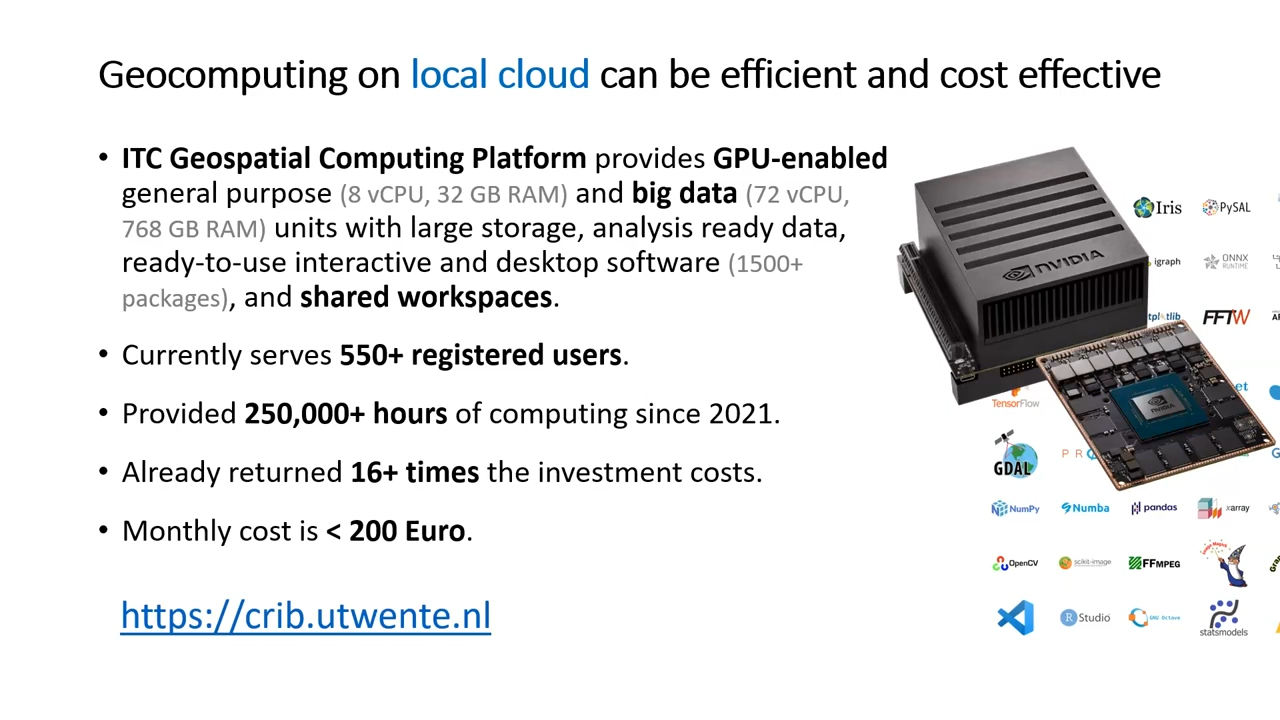 Geocomputing on local cloud can be efficient and cost effective
• ITC Geospatial Computing Platform provides GPU-enabled
general purpose (8 vCPU, 32 GB RAM) and big data (72 vCPU,
768 GB RAM) units with large storage, analysis ready data,
ready-to-use interactive and desktop software (1500+
packages), and shared workspaces.
• Currently serves 550+ registered users.
• Provided 250,000+ hours of computing since 2021.
• Already returned 16+ times the investment costs.
• Monthly cost is < 200 Euro.
https://crib.utwente.nl
NVIDIA
NVIDIA
Iris
PySAL
igraph
ONNX
RUNTIME
FFTW
TensorFlow
GDAL
NumPy
Numba
pandas
xarray
OpenCV
scikit-image
FFMPEG
Image Magick
R Studio
GNU Octave
statsmodels